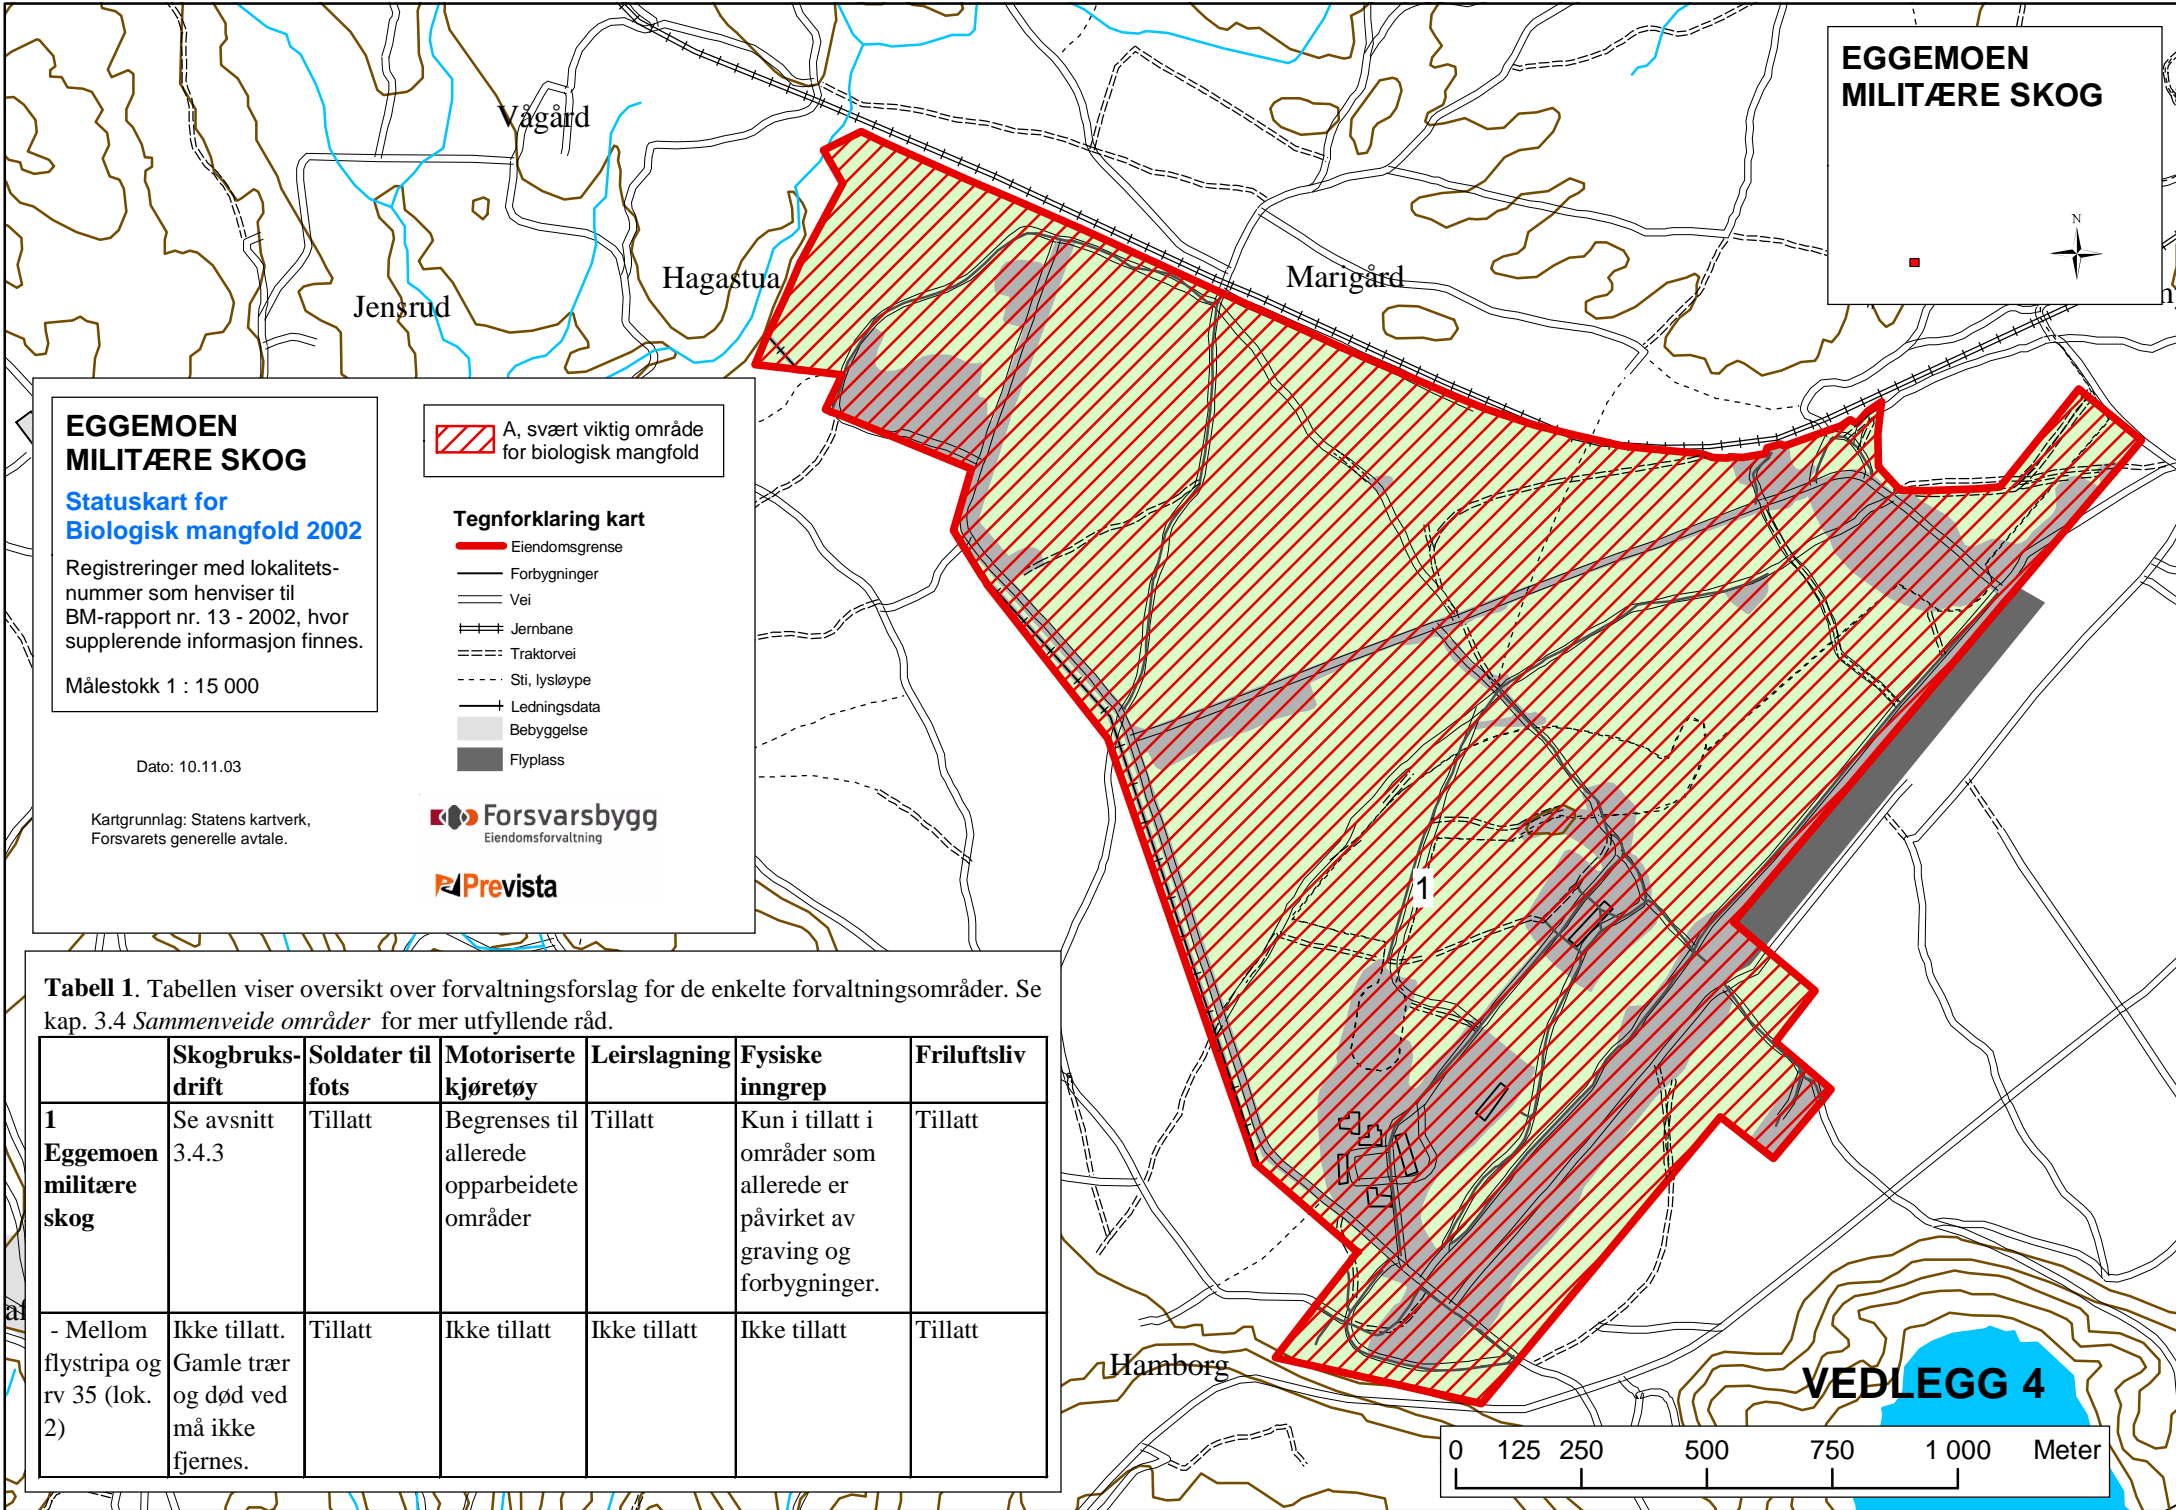 EGGEMOEN
MILITÆRE SKOG
N
Vågård
Hagastua
Jensrud
Marigård
EGGEMOEN
MILITÆRE SKOG
Statuskart for
Biologisk mangfold 2002
Registreringer med lokalitets-
nummer som henviser til
BM-rapport nr. 13 - 2002, hvor
supplerende informasjon finnes.
Målestokk 1 : 15 000
Dato: 10.11.03
Kartgrunnlag: Statens kartverk,
Forsvarets generelle avtale.
A, svært viktig område
for biologisk mangfold
Tegnforklaring kart
Eiendomsgrense
Forbygninger
Vei
Jernbane
Traktorvei
Sti, lysløype
Ledningsdata
Bebyggelse
Flyplass
Forsvarsbygg
Eiendomsforvaltning
Prevista
1
Tabell 1. Tabellen viser oversikt over forvaltningsforslag for de enkelte forvaltningsområder. Se
kap. 3.4 Sammenveide områder for mer utfyllende råd.
Skogbruks-
drift
Soldater til
fots
Motoriserte
kjøretøy
Leirslagning
Fysiske
inngrep
Friluftsliv
1
Eggemoen
militære
skog
Se avsnitt
3.4.3
Tillatt
Begrenses til
allerede
opparbeidete
områder
Tillatt
Kun i tillatt i
områder som
allerede er
påvirket av
graving og
forbygninger.
Tillatt
- Mellom
flystripa og
rv 35 (lok.
2)
Ikke tillatt.
Gamle trær
og død ved
må ikke
fjernes.
Tillatt
Ikke tillatt
Ikke tillatt
Ikke tillatt
Tillatt
Hamborg
VEDLEGG 4
0 125 250 500 750 1 000 Meter